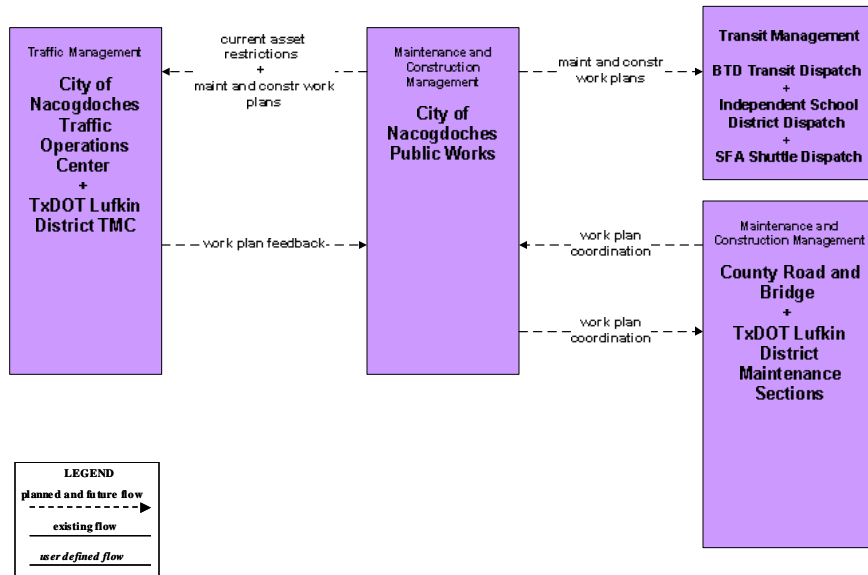 Traffic Management
City of
Nacogdoches
Traffic
Operations
Center
+
TxDOT Lufkin
District TMC
current asset
restrictions
+
maint and constr work
plans
work plan feedback
Maintenance and
Construction
Management
City of
Nacogdoches
Public Works
maint and constr
work plans
work plan
coordination
work plan
coordination
Transit Management
BTD Transit Dispatch
+
Independent School
District Dispatch
+
SFA Shuttle Dispatch
Maintenance and
Construction Management
County Road and
Bridge
+
TxDOT Lufkin
District
Maintenance
Sections
LEGEND
planned and future flow
existing flow
user defined flow